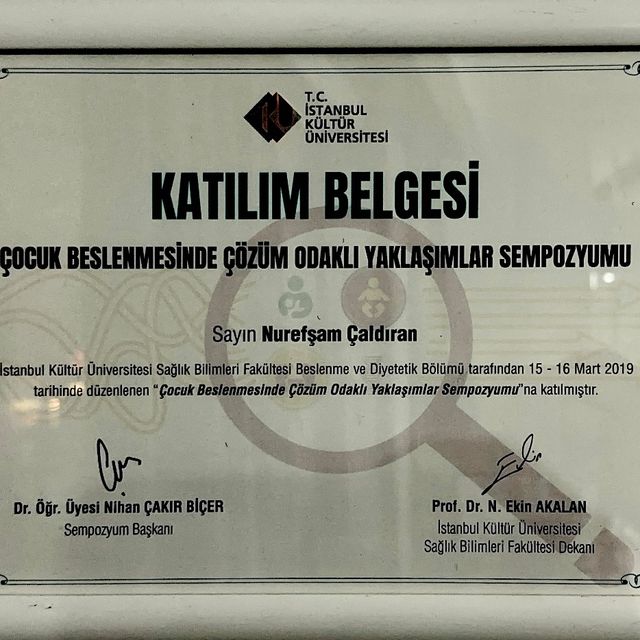 T.C.
İSTANBUL
KÜLTÜR
ÜNİVERSİTESİ
KATILIM BELGESİ
ÇOCUK BESLENMESİNDE ÇÖZÜM ODAKLI YAKLAŞIMLAR SEMPOZYUMU
Sayın Nurefşam Çaldıran
İstanbul Kültür Üniversitesi Sağlık Bilimleri Fakültesi Beslenme ve Diyetetik Bölümü tarafından 15 - 16 Mart 2019
tarihinde düzenlenen “Çocuk Beslenmesinde Çözüm Odaklı Yaklaşımlar Sempozyumu”na katılmıştır.
Dr. Öğr. Üyesi Nihan ÇAKIR BİÇER
Sempozyum Başkanı
Prof. Dr. N. Ekin AKALAN
İstanbul Kültür Üniversitesi
Sağlık Bilimleri Fakültesi Dekanı